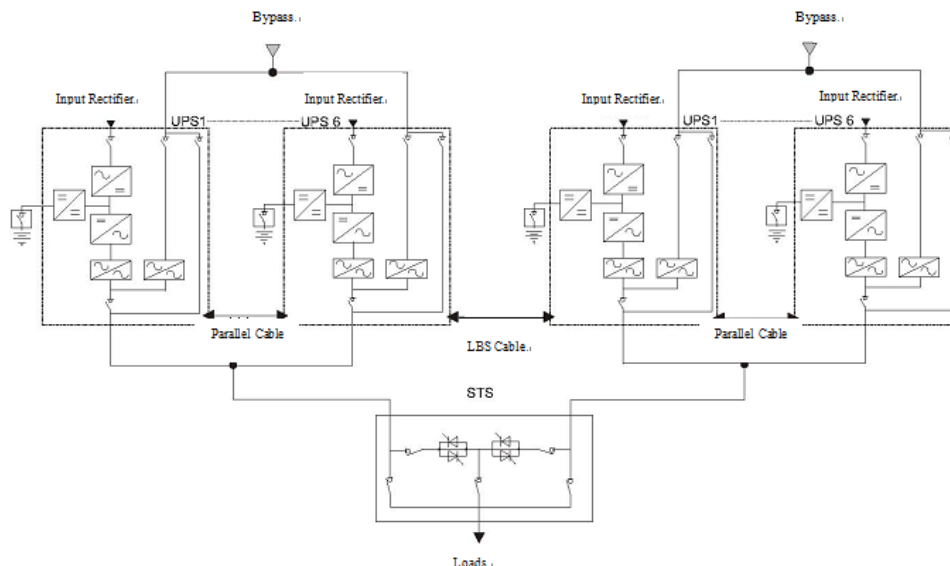 Bypass.
Bypass.
Input Rectifier.
Input Rectifier.
Input Rectifier.
Input Rectifier.
UPS1
UPS 6
UPS1
UPS 6
Parallel Cable
Parallel Cable
LBS Cable.
STS
Loads.